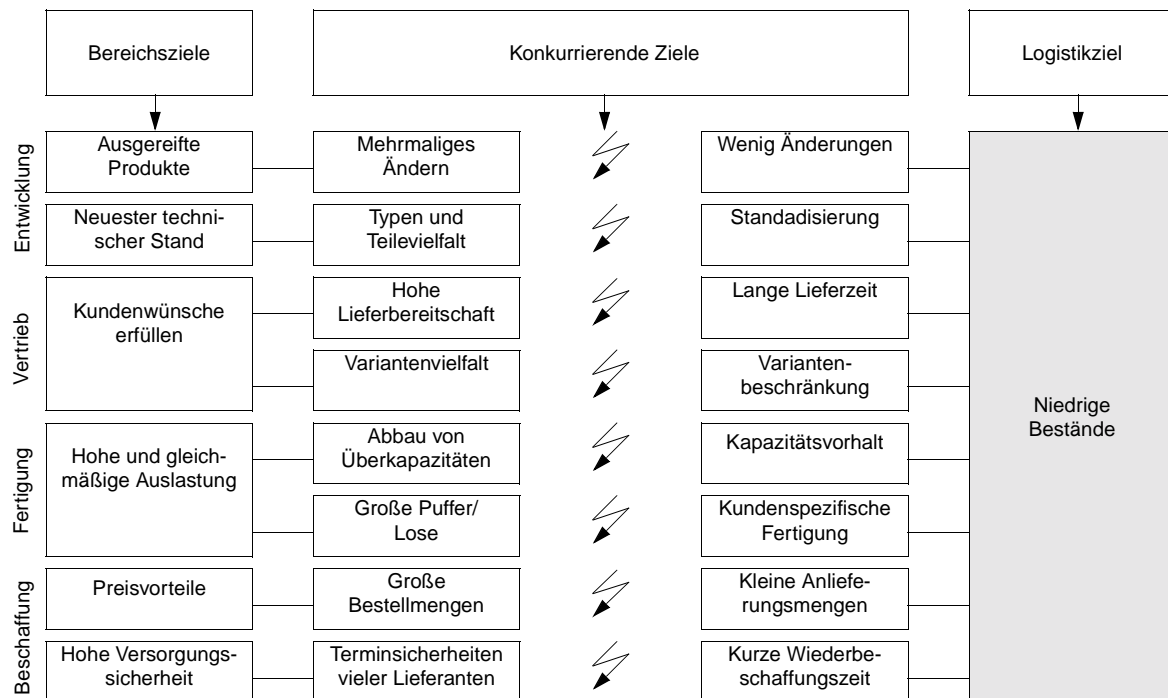 Bereichsziele
Konkurrierende Ziele
Logistikziel
Entwicklung
Ausgereifte
Produkte
Mehrmaliges
Ändern
Wenig Änderungen
Neuester techni-
scher Stand
Typen und
Teilevielfalt
Standadisierung
Vertrieb
Kundenwünsche
erfüllen
Hohe
Lieferbereitschaft
Lange Lieferzeit
Variantenvielfalt
Varianten-
beschränkung
Fertigung
Hohe und gleich-
mäßige Auslastung
Abbau von
Überkapazitäten
Kapazitätsvorhalt
Große Puffer/
Lose
Kundenspezifische
Fertigung
Beschaffung
Preisvorteile
Große
Bestellmengen
Kleine Anliefe-
rungsmengen
Hohe Versorgungs-
sicherheit
Terminsicherheiten
vieler Lieferanten
Kurze Wiederbe-
schaffungszeit
Niedrige
Bestände